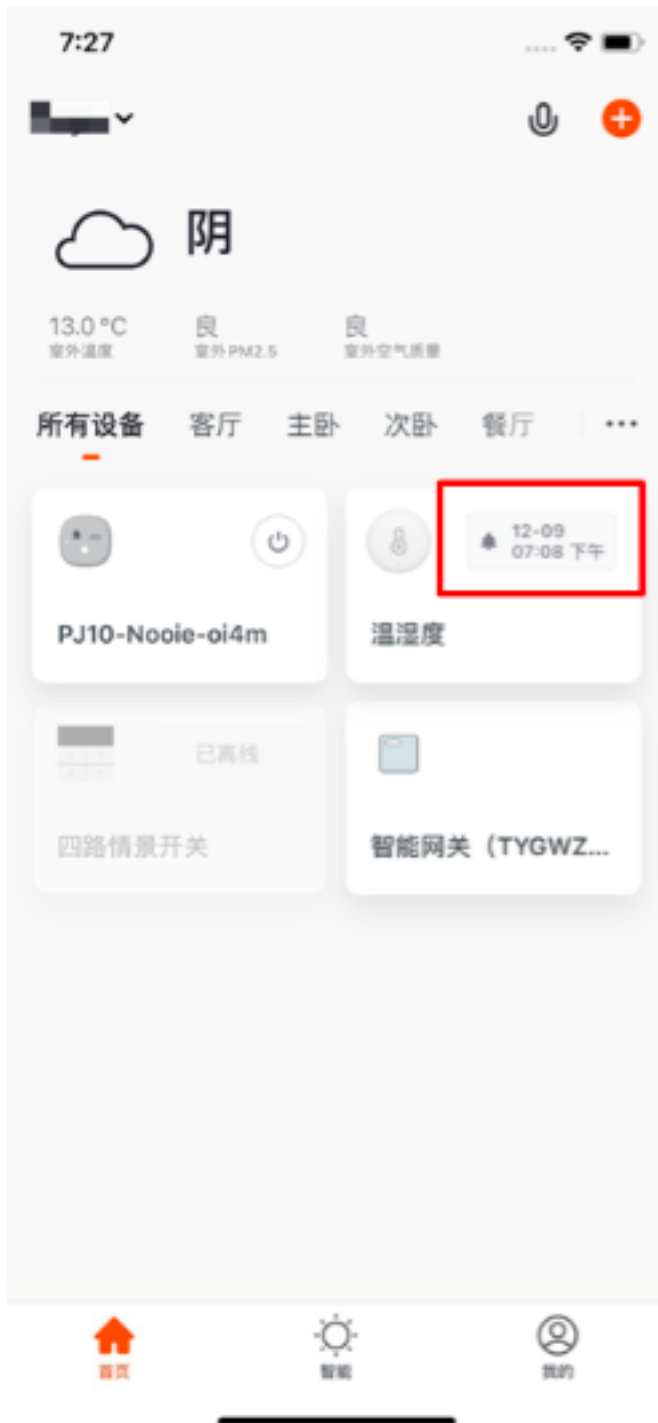 7:27
阴
13.0 °C 良 良
室外温度 室外 PM2.5 室外空气质量
所有设备 客厅 主卧 次卧 餐厅
12-09
07:08 下午
PJ10-Nooie-oi4m 温湿度
已离线
四路情景开关 智能网关（TYGWZ...
首页 智能 我的